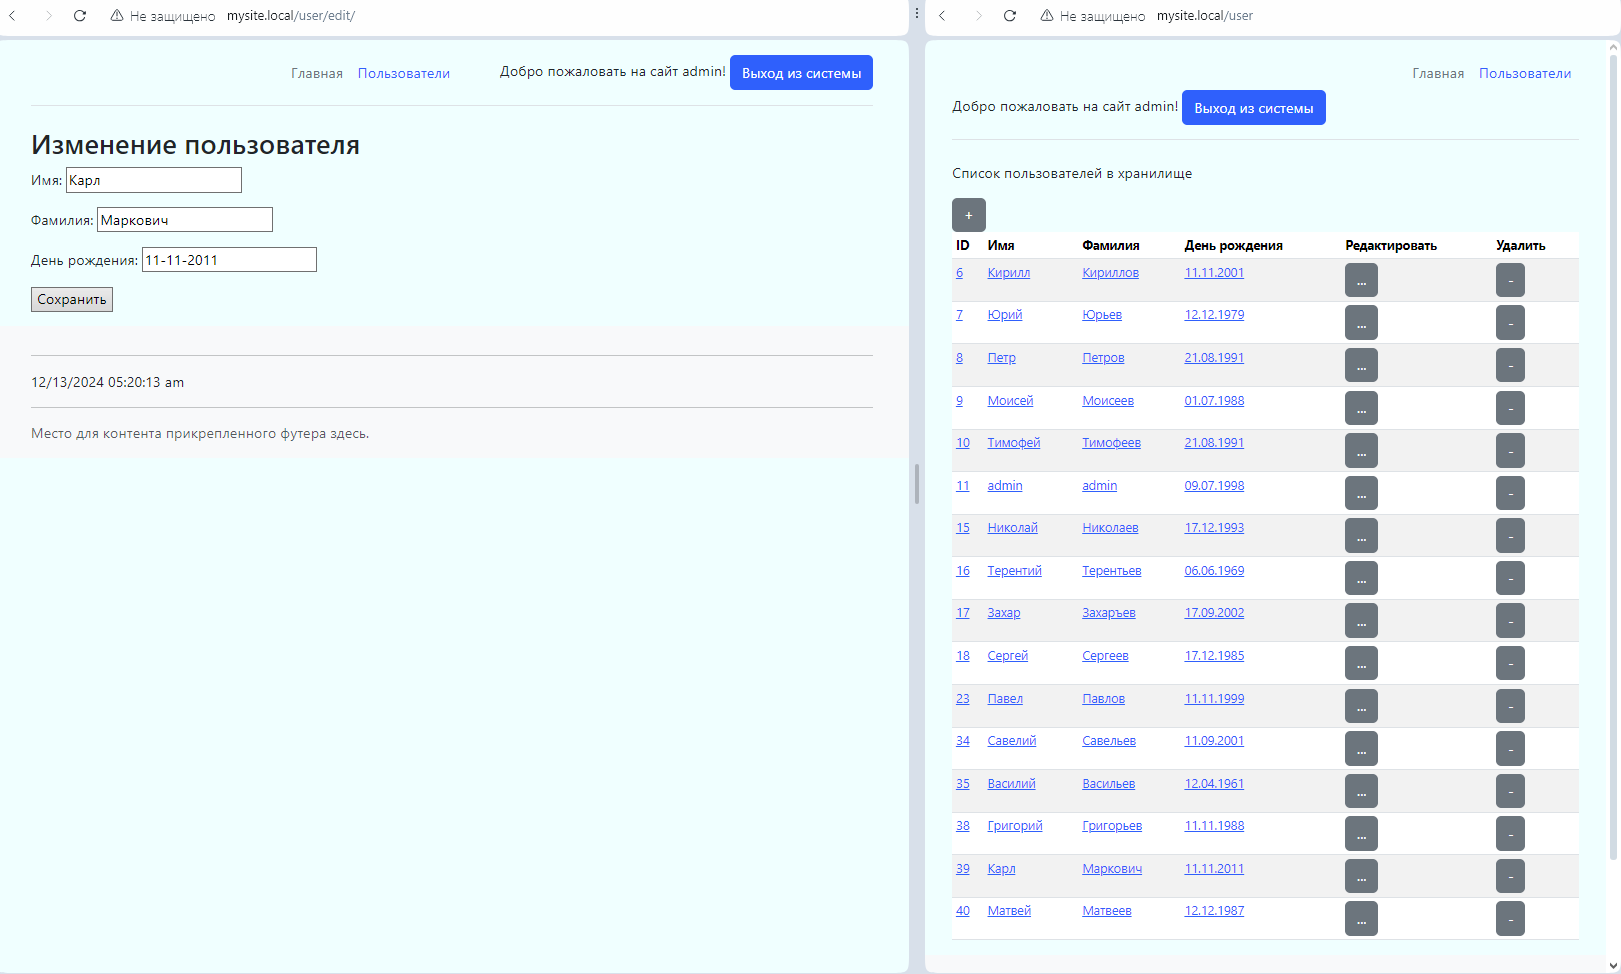 Не защищено mysite.local/user/edit/
Главная Пользователи Добро пожаловать на сайт admin! Выход из системы
Изменение пользователя
Имя: Карл
Фамилия: Маркович
День рождения: 11-11-2011
Сохранить
12/13/2024 05:20:13 am
Место для контента прикрепленного футера здесь.
Не защищено mysite.local/user
Главная Пользователи
Добро пожаловать на сайт admin! Выход из системы
Список пользователей в хранилище
+
ID Имя Фамилия День рождения Редактировать Удалить
6 Кирилл Кириллов 11.11.2001 ... -
7 Юрий Юрьев 12.12.1979 ... -
8 Петр Петров 21.08.1991 ... -
9 Моисей Моисеев 01.07.1988 ... -
10 Тимофей Тимофеев 21.08.1991 ... -
11 admin admin 09.07.1998 ... -
15 Николай Николаев 17.12.1993 ... -
16 Терентий Терентьев 06.06.1969 ... -
17 Захар Захаръев 17.09.2002 ... -
18 Сергей Сергеев 17.12.1985 ... -
23 Павел Павлов 11.11.1999 ... -
34 Савелий Савельев 11.09.2001 ... -
35 Василий Васильев 12.04.1961 ... -
38 Григорий Григорьев 11.11.1988 ... -
39 Карл Маркович 11.11.2011 ... -
40 Матвей Матвеев 12.12.1987 ... -